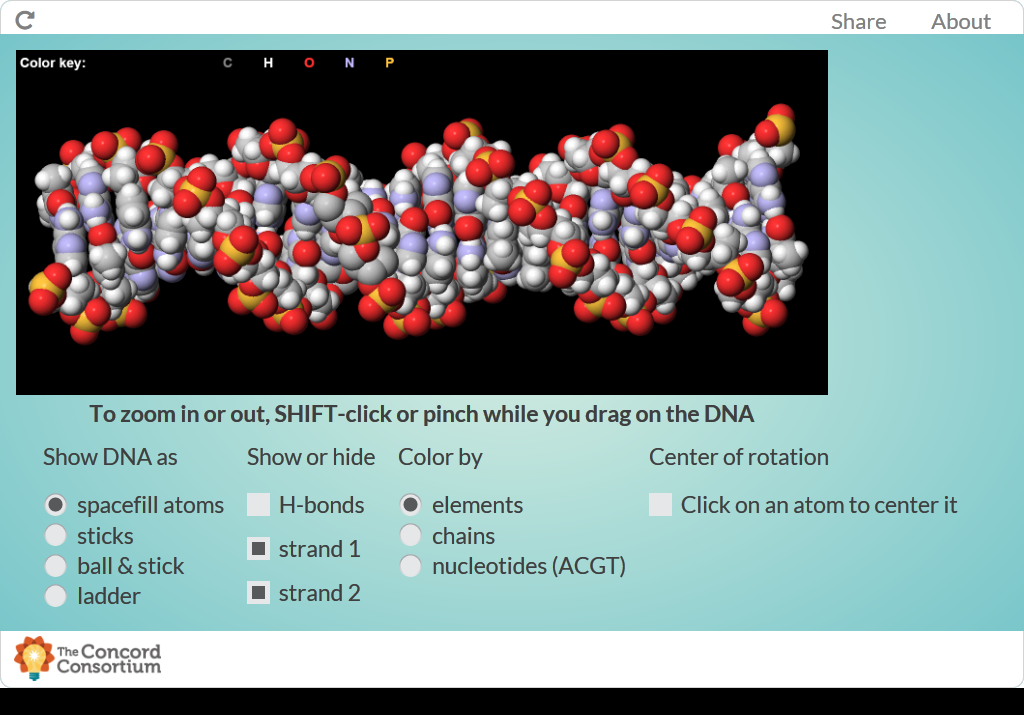 Share About
Color key: C H O N P
To zoom in or out, SHIFT-click or pinch while you drag on the DNA
Show DNA as Show or hide Color by Center of rotation
spacefill atoms H-bonds elements Click on an atom to center it
sticks strand 1 chains
ball & stick nucleotides (ACGT)
ladder strand 2
The Concord
Consortium